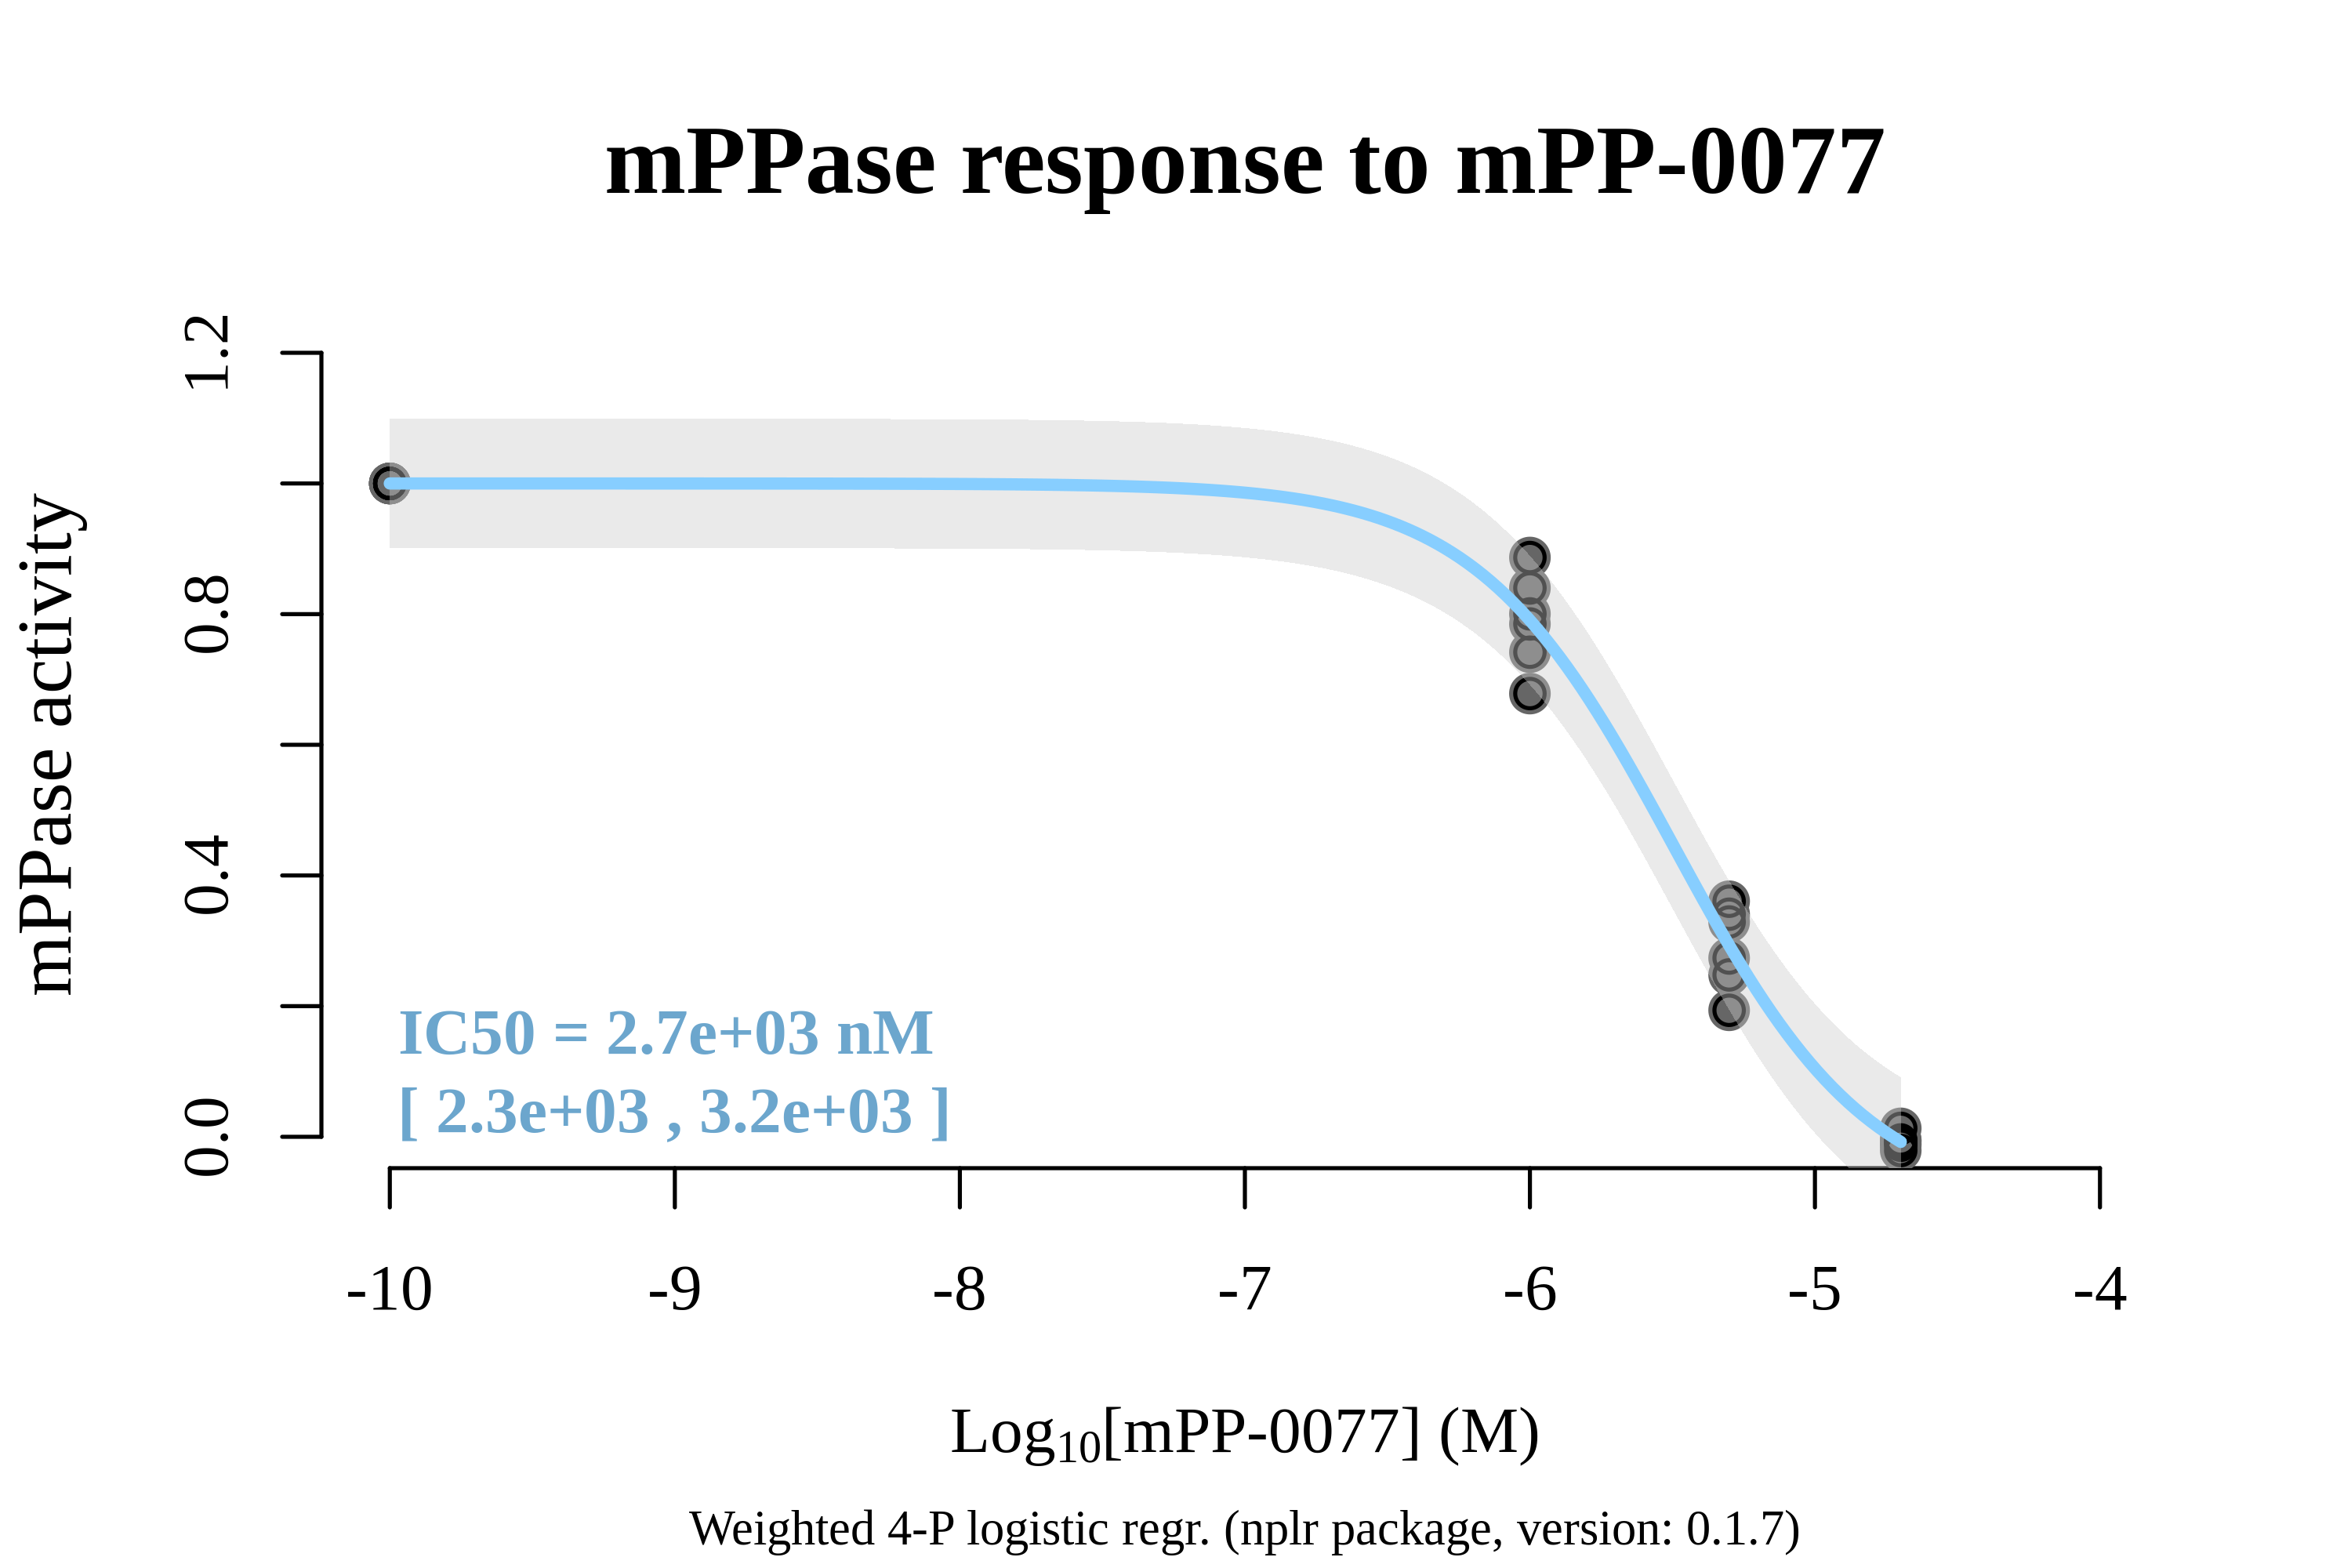 mPPase response to mPP-0077
mPPase activity
1.2
0.8
0.4
0.0
IC50 = 2.7e+03 nM
[ 2.3e+03 , 3.2e+03 ]
-10 -9 -8 -7 -6 -5 -4
Log10[mPP-0077] (M)
Weighted 4-P logistic regr. (nplr package, version: 0.1.7)